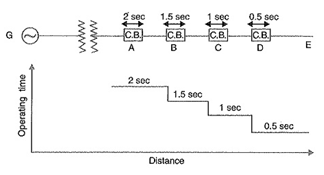 2 sec 1.5 sec 1 sec 0.5 sec
G C.B. C.B. C.B. C.B.
A B C D E
2 sec
1.5 sec
1 sec
0.5 sec
Operating time
Distance